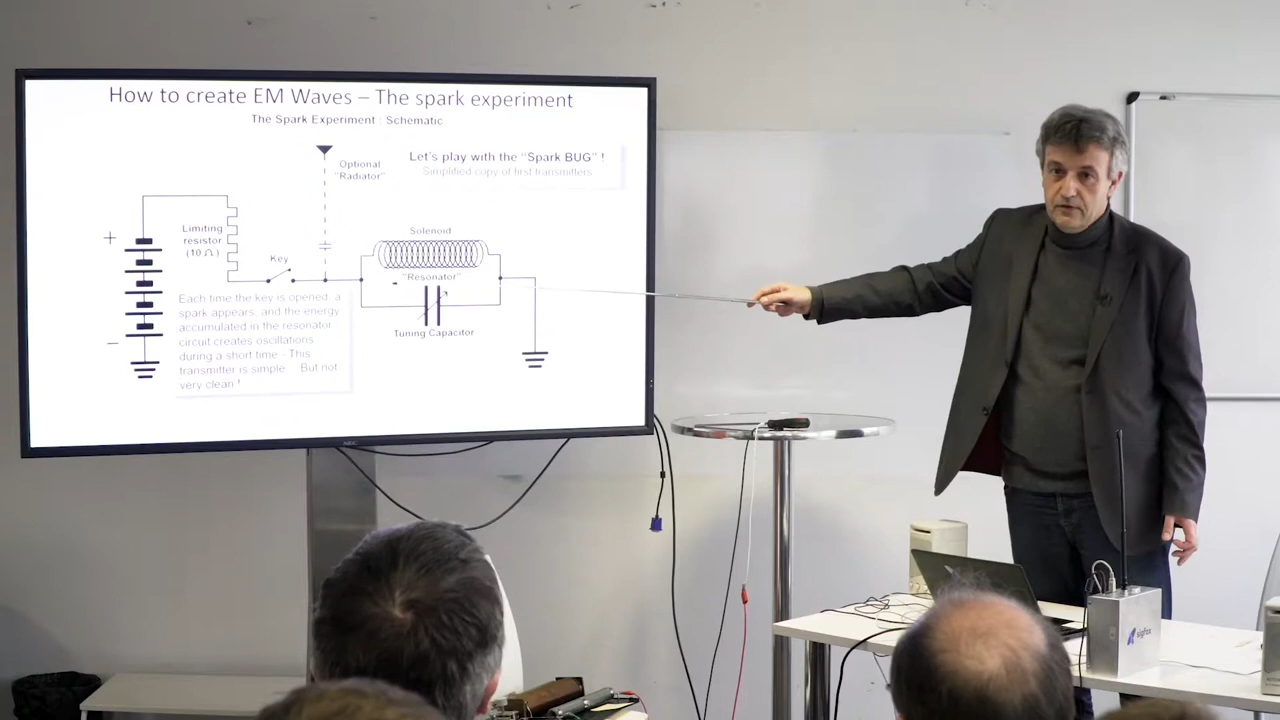 How to create EM Waves – The spark experiment
The Spark Experiment : Schematic
Optional
"Radiator"
Let's play with the "Spark BUG" !
Simplified copy of first transmitters
Limiting
resistor
(10 Ω)
+
Key
Solenoid
"Resonator"
Tuning Capacitor
–
Each time the key is opened, a
spark appears, and the energy
accumulated in the resonator
circuit creates oscillations
during a short time - This
transmitter is simple But not
very clean !
NEC
sigfox